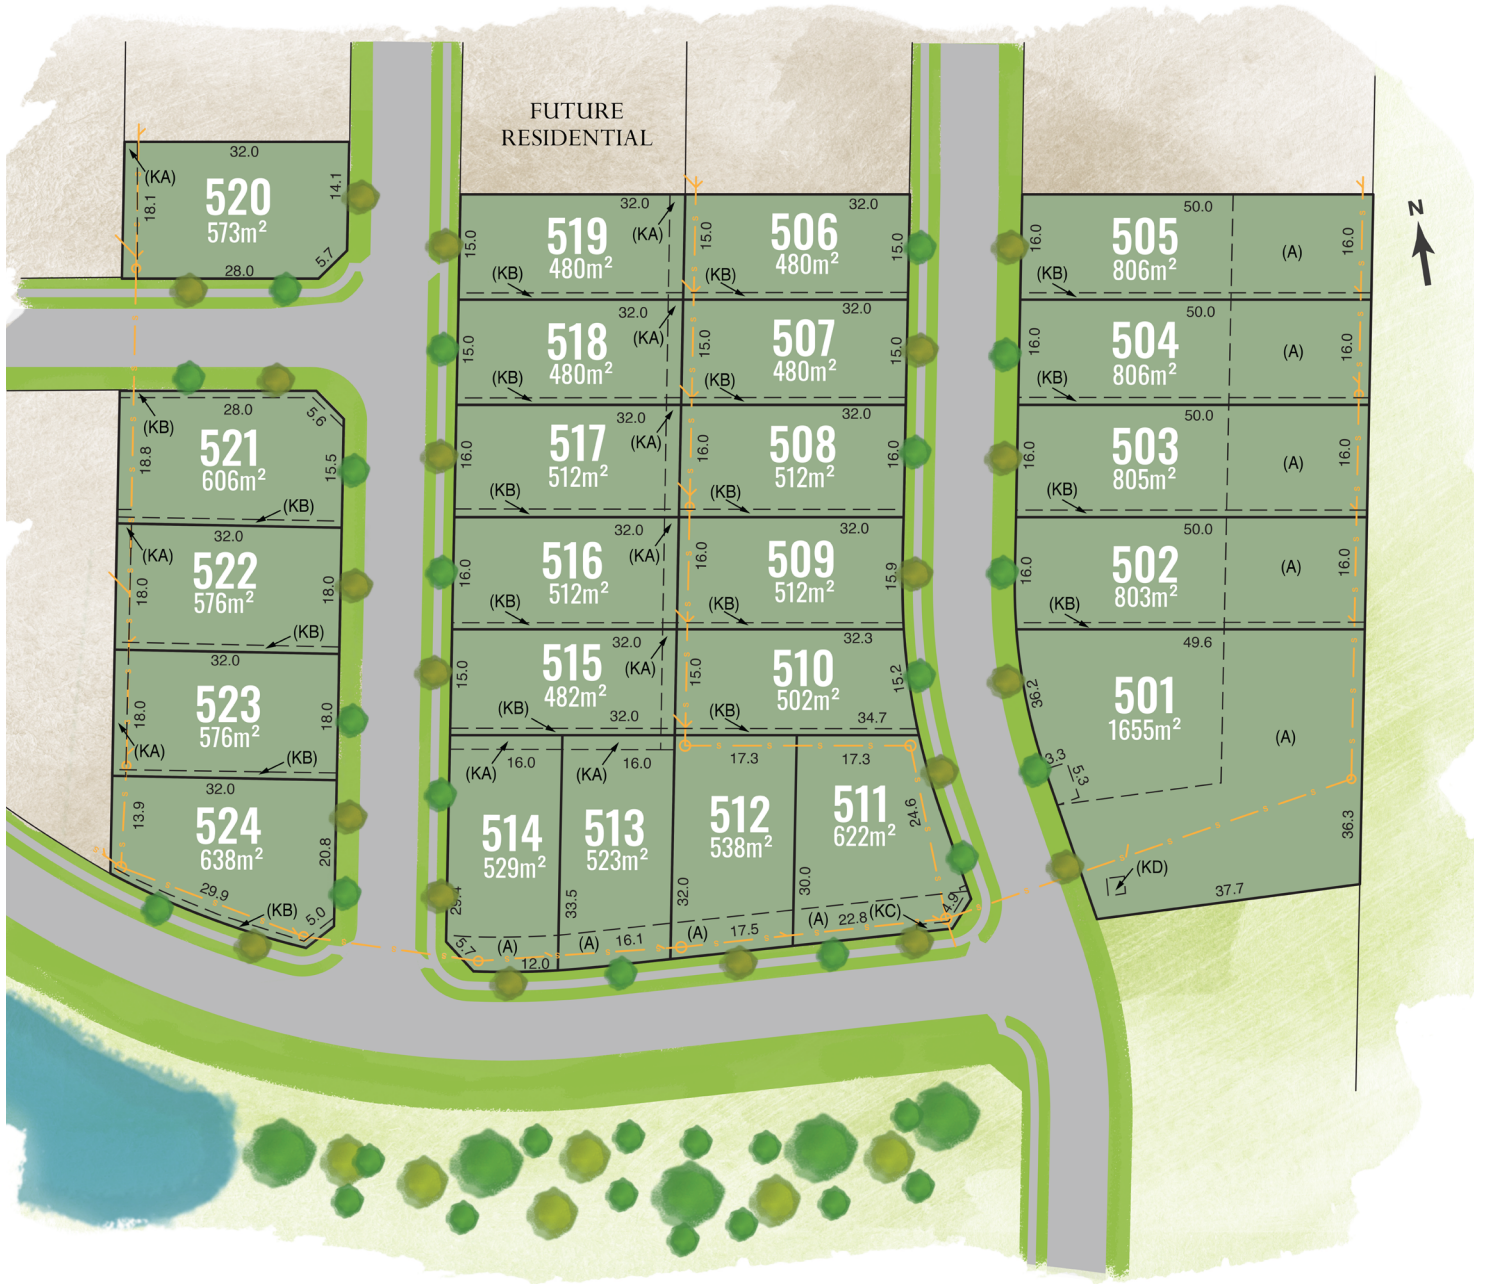 FUTURE
RESIDENTIAL
N
32.0
(KA)
18.1
520
573m²
14.1
5.7
28.0
32.0
(KA)
15.0
519
480m²
(KB)
32.0
15.0
506
480m²
15.0
(KB)
50.0
16.0
505
806m²
(A)
16.0
(KB)
32.0
(KA)
15.0
518
480m²
(KB)
32.0
15.0
507
480m²
15.0
(KB)
50.0
16.0
504
806m²
(A)
16.0
(KB)
28.0
5.6
(KB)
18.8
521
606m²
15.5
(KB)
32.0
(KA)
16.0
517
512m²
(KB)
32.0
16.0
508
512m²
16.0
(KB)
50.0
16.0
503
805m²
(A)
16.0
(KB)
32.0
(KA)
18.0
522
576m²
18.0
(KB)
32.0
(KA)
16.0
516
512m²
(KB)
32.0
16.0
509
512m²
15.9
(KB)
50.0
16.0
502
803m²
(A)
16.0
(KB)
32.0
18.0
523
576m²
18.0
(KA)
(KB)
32.0
(KA)
15.0
515
482m²
(KB)
32.0
32.3
15.0
510
502m²
15.2
(KB)
34.7
49.6
36.2
501
1655m²
(A)
3.3
5.3
36.3
(KD)
37.7
32.0
13.9
524
638m²
20.8
29.9
(KB)
5.0
16.0
(KA)
514
529m²
5.7
(A)
12.0
16.0
(KA)
513
523m²
33.5
(A)
16.1
17.3
512
538m²
32.0
(A)
17.5
17.3
511
622m²
24.6
30.0
(A)
22.8
(KC)
4.9